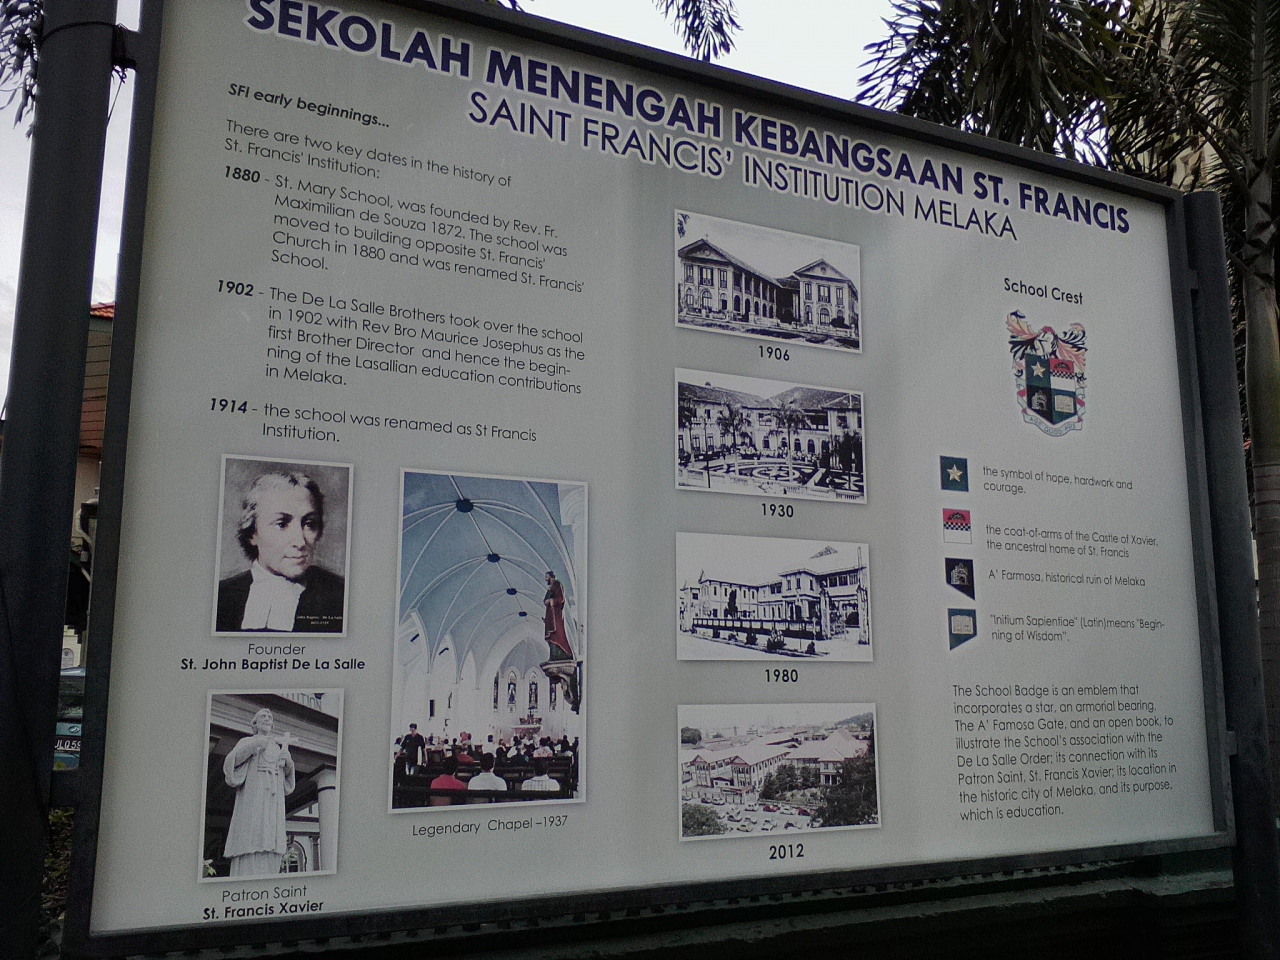 SEKOLAH MENENGAH KEBANGSAAN ST. FRANCIS
SAINT FRANCIS' INSTITUTION MELAKA
SFI early beginnings...
There are two key dates in the history of
St. Francis' Institution:
1880 - St. Mary School, was founded by Rev. Fr.
Maximilian de Souza 1872. The school was
moved to building opposite St. Francis'
Church in 1880 and was renamed St. Francis'
School.
1902 - The De La Salle Brothers took over the school
in 1902 with Rev Bro Maurice Josephus as the
first Brother Director and hence the begin-
ning of the Lasallian education contributions
in Melaka.
1914 - the school was renamed as St Francis
Institution.
Founder
St. John Baptist De La Salle
Patron Saint
St. Francis Xavier
Legendary Chapel -1937
1906
1930
1980
2012
School Crest
the symbol of hope, hardwork and
courage.
the coat-of-arms of the Castle of Xavier,
the ancestral home of St. Francis
A' Farmosa, historical ruin of Melaka
"Initium Sapientiae" (Latin)means "Begin-
ning of Wisdom".
The School Badge is an emblem that
incorporates a star, an armorial bearing,
The A' Famosa Gate, and an open book, to
illustrate the School's association with the
De La Salle Order; its connection with its
Patron Saint, St. Francis Xavier; its location in
the historic city of Melaka, and its purpose,
which is education.